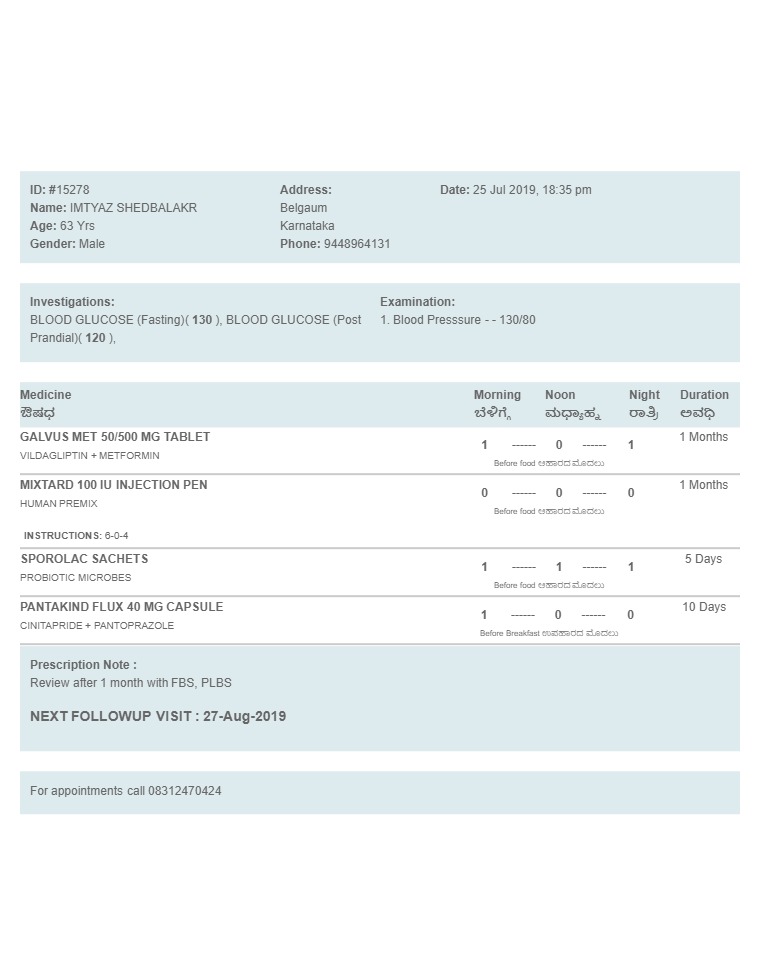 ID: #15278
Name: IMTYAZ SHEDBALAKR
Age: 63 Yrs
Gender: Male
Address:
Belgaum
Karnataka
Phone: 9448964131
Date: 25 Jul 2019, 18:35 pm
Investigations:
BLOOD GLUCOSE (Fasting)( 130 ), BLOOD GLUCOSE (Post
Prandial)( 120 ),
Examination:
1. Blood Presssure - - 130/80
Medicine Morning Noon Night Duration
ಔಷಧ ಬೆಳಿಗ್ಗೆ ಮಧ್ಯಾಹ್ನ ರಾತ್ರಿ ಅವಧಿ
GALVUS MET 50/500 MG TABLET 1 ------ 0 ------ 1 1 Months
VILDAGLIPTIN + METFORMIN Before food ಆಹಾರದ ಮೊದಲು
MIXTARD 100 IU INJECTION PEN 0 ------ 0 ------ 0 1 Months
HUMAN PREMIX Before food ಆಹಾರದ ಮೊದಲು
INSTRUCTIONS: 6-0-4
SPOROLAC SACHETS 1 ------ 1 ------ 1 5 Days
PROBIOTIC MICROBES Before food ಆಹಾರದ ಮೊದಲು
PANTAKIND FLUX 40 MG CAPSULE 1 ------ 0 ------ 0 10 Days
CINITAPRIDE + PANTOPRAZOLE Before Breakfast ಉಪಹಾರದ ಮೊದಲು
Prescription Note :
Review after 1 month with FBS, PLBS
NEXT FOLLOWUP VISIT : 27-Aug-2019
For appointments call 08312470424